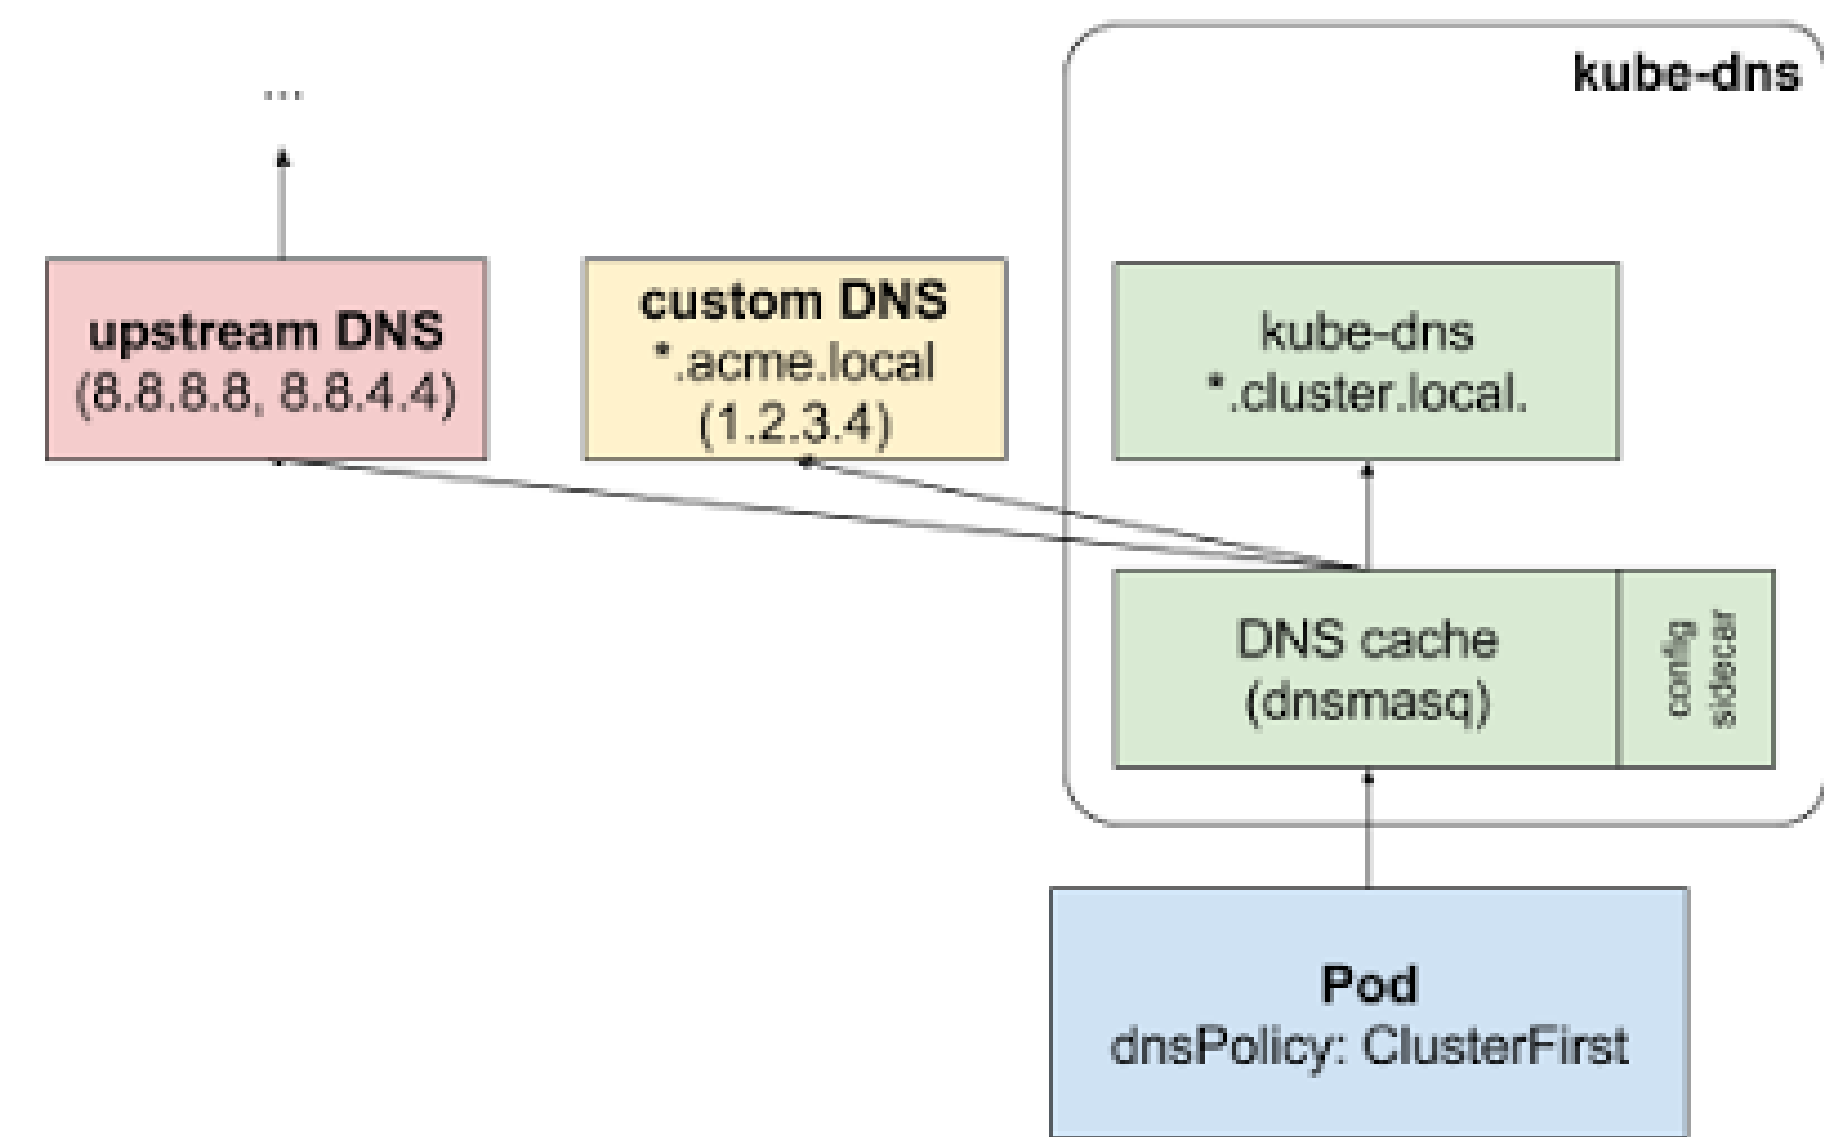 kube-dns
...
upstream DNS
(8.8.8.8, 8.8.4.4)
custom DNS
*.acme.local
(1.2.3.4)
kube-dns
*.cluster.local.
DNS cache
(dnsmasq)
config
sidecar
Pod
dnsPolicy: ClusterFirst